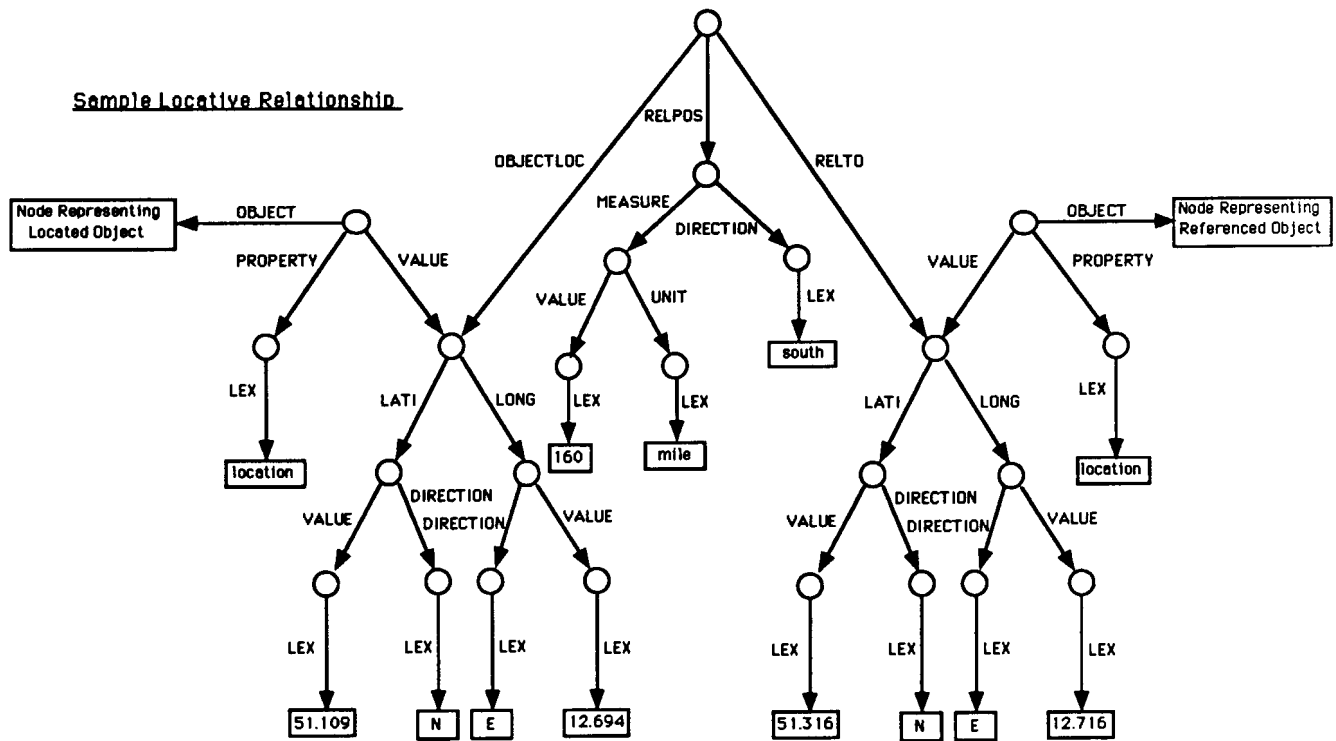 Sample Locative Relationship
RELPOS
OBJECTLOC
RELTO
MEASURE
DIRECTION
Node Representing
Located Object
OBJECT
OBJECT
Node Representing
Referenced Object
PROPERTY
VALUE
VALUE
UNIT
LEX
VALUE
PROPERTY
south
LEX
LATI
LONG
LEX
LEX
LATI
LONG
LEX
location
160
mile
location
VALUE
DIRECTION
DIRECTION
VALUE
VALUE
DIRECTION
DIRECTION
VALUE
LEX
LEX
LEX
LEX
LEX
LEX
LEX
LEX
51.109
N
E
12.694
51.316
N
E
12.716